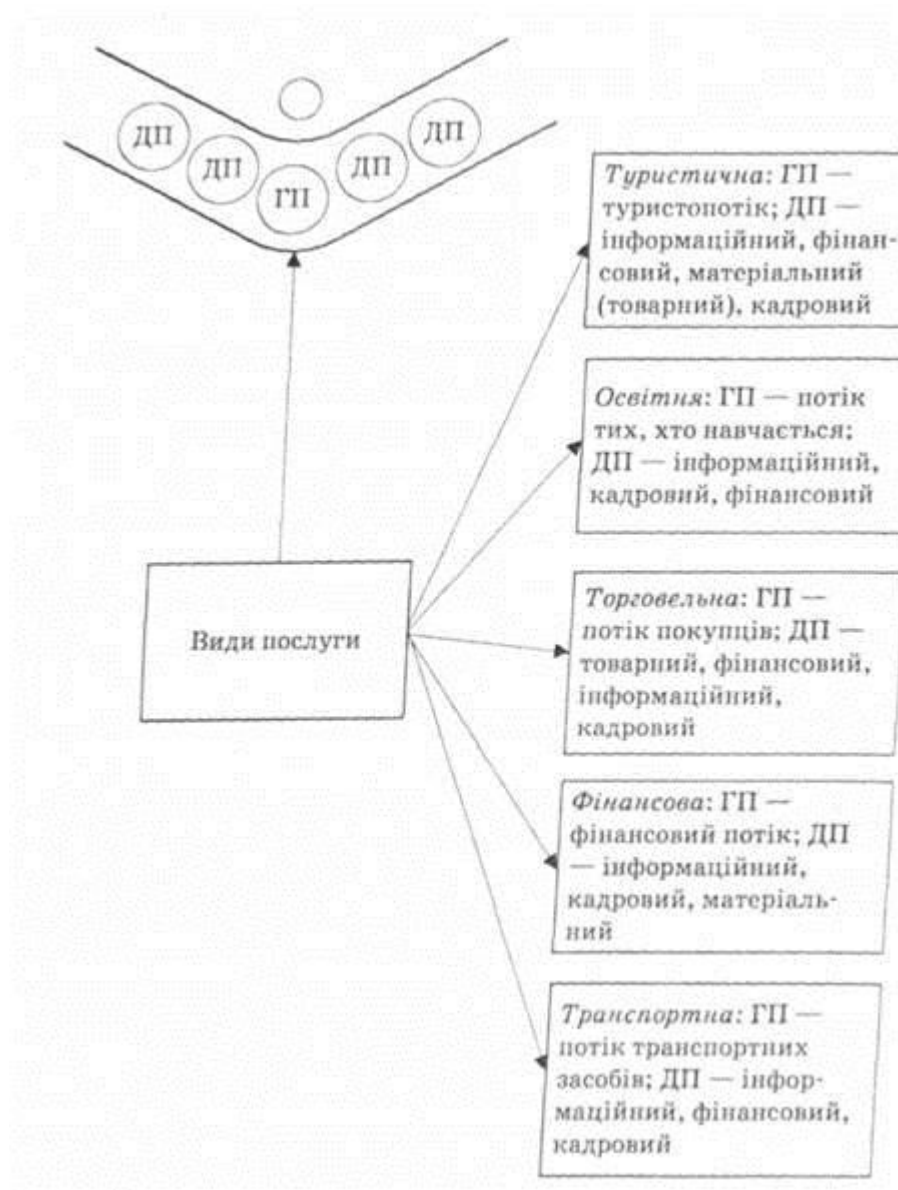 ДП
ДП
ГП
ДП
ДП
Туристична: ГП —
туристопотік; ДП —
інформаційний, фінан-
совий, матеріальний
(товарний), кадровий
Освітня: ГП — потік
тих, хто навчається;
ДП — інформаційний,
кадровий, фінансовий
Види послуги
Торговельна: ГП —
потік покупців; ДП —
товарний, фінансовий,
інформаційний,
кадровий
Фінансова: ГП —
фінансовий потік; ДП
— інформаційний,
кадровий, матеріаль-
ний
Транспортна: ГП —
потік транспортних
засобів; ДП — інфор-
маційний, фінансовий,
кадровий